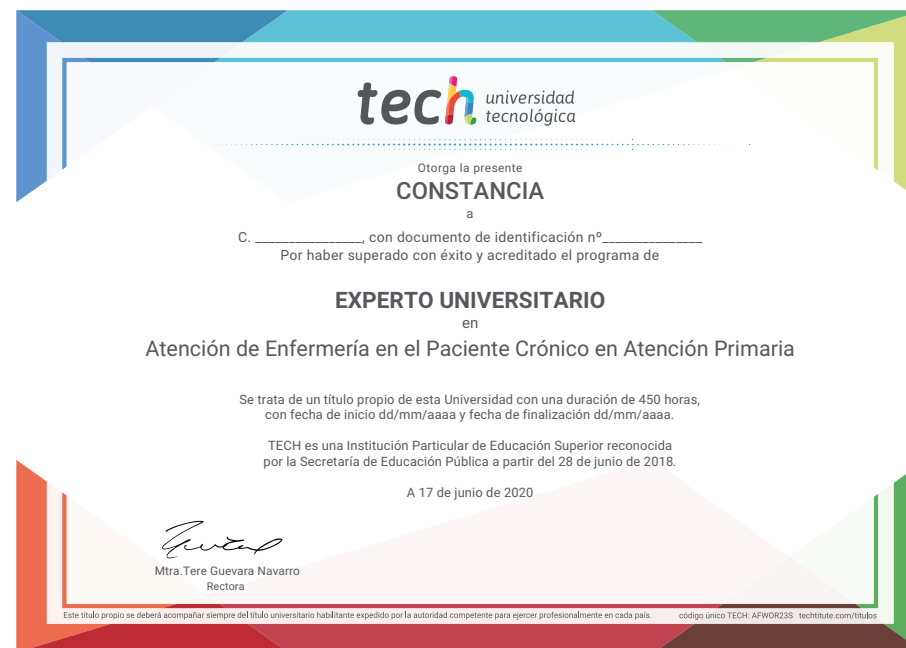 tech universidad
tecnológica
Otorga la presente
CONSTANCIA
a
C. ________________, con documento de identificación nº_______________
Por haber superado con éxito y acreditado el programa de
EXPERTO UNIVERSITARIO
en
Atención de Enfermería en el Paciente Crónico en Atención Primaria
Se trata de un título propio de esta Universidad con una duración de 450 horas,
con fecha de inicio dd/mm/aaaa y fecha de finalización dd/mm/aaaa.
TECH es una Institución Particular de Educación Superior reconocida
por la Secretaría de Educación Pública a partir del 28 de junio de 2018.
A 17 de junio de 2020
Mtra.Tere Guevara Navarro
Rectora
Este título propio se deberá acompañar siempre del título universitario habilitante expedido por la autoridad competente para ejercer profesionalmente en cada país. código único TECH: AFWOR23S techtitute.com/titulos